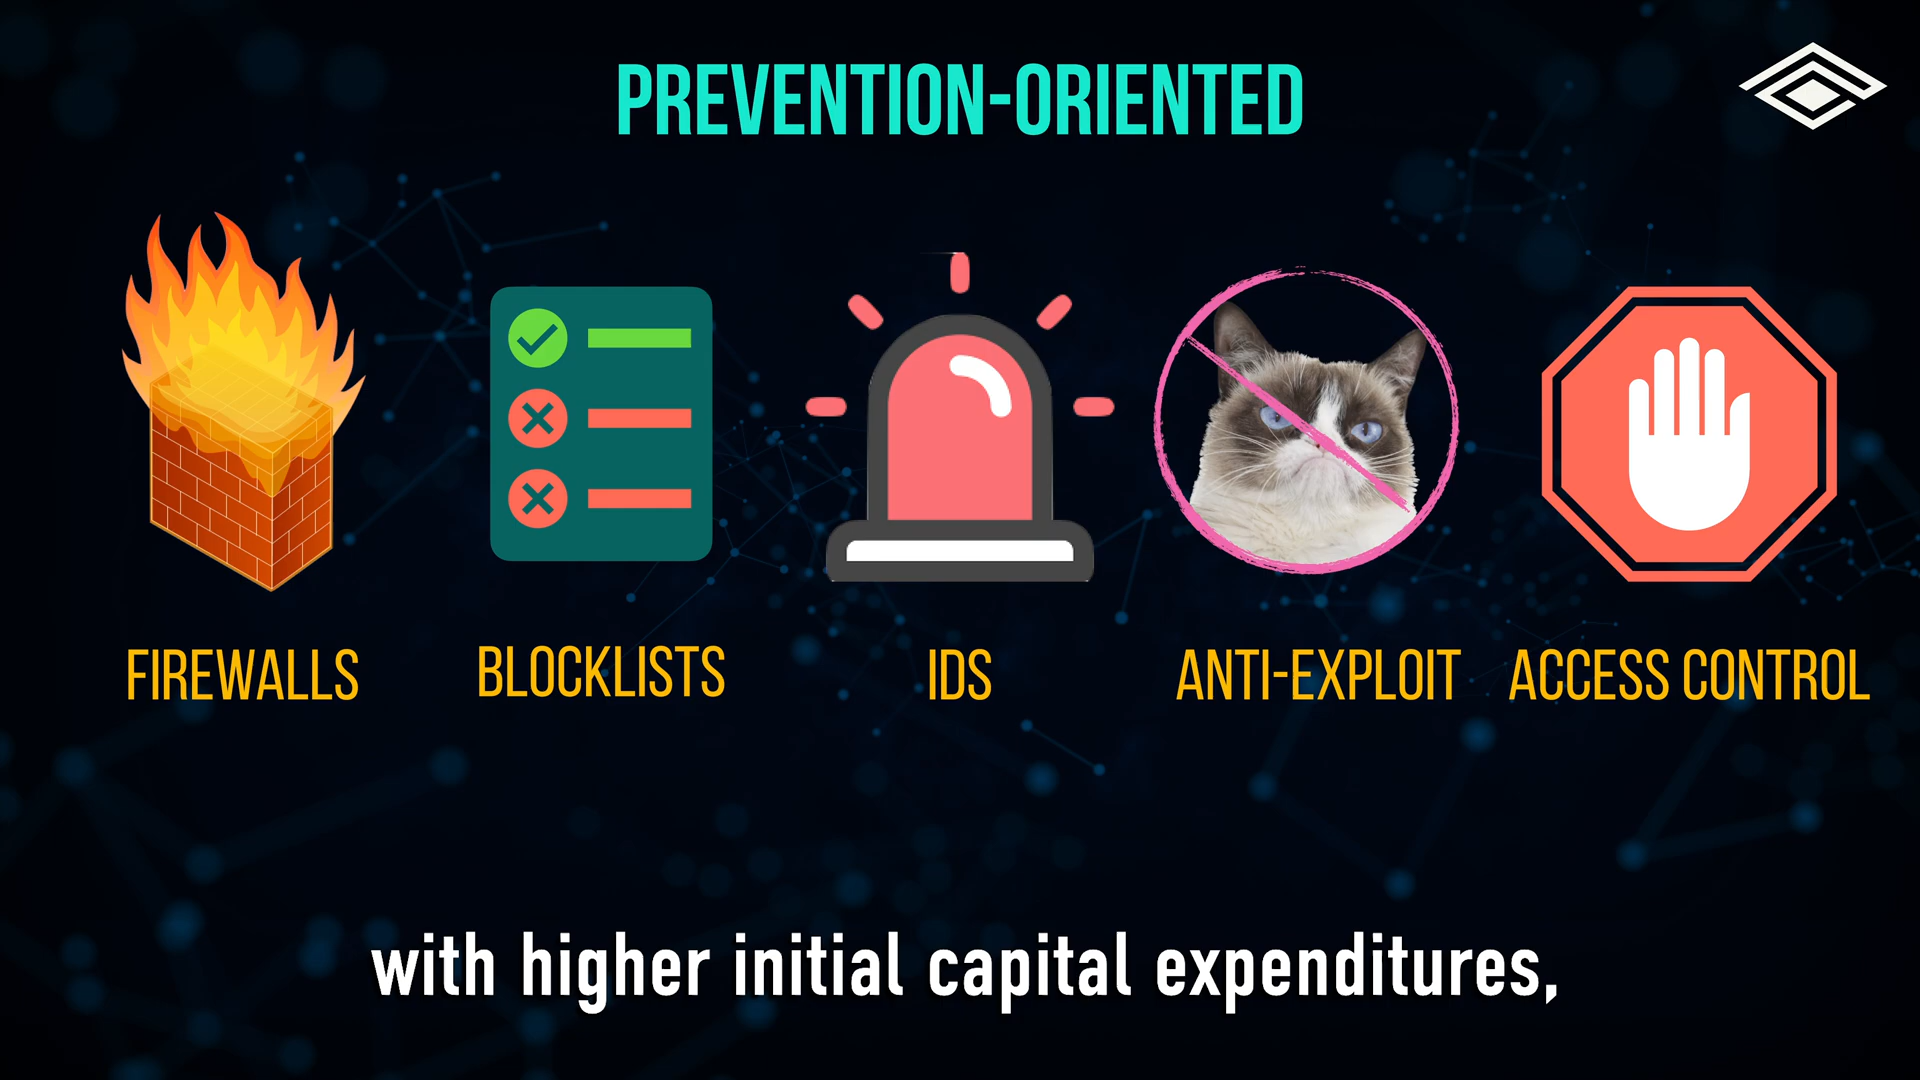 PREVENTION-ORIENTED
FIREWALLS
BLOCKLISTS
IDS
ANTI-EXPLOIT
ACCESS CONTROL
with higher initial capital expenditures,